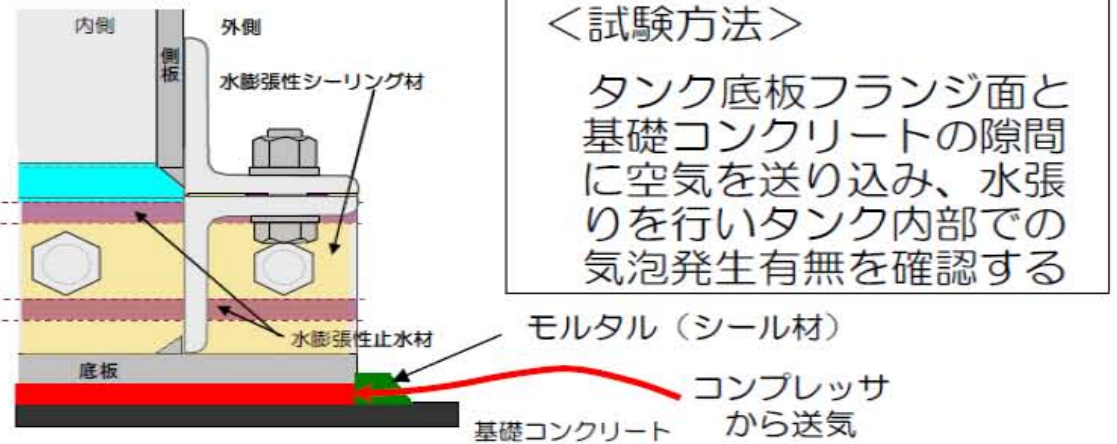 内側
外側
側板
水膨張性シーリング材
水膨張性止水材
底板
モルタル（シール材）
コンプレッサ
から送気
基礎コンクリート
＜試験方法＞
タンク底板フランジ面と
基礎コンクリートの隙間
に空気を送り込み、水張
りを行いタンク内部での
気泡発生有無を確認する